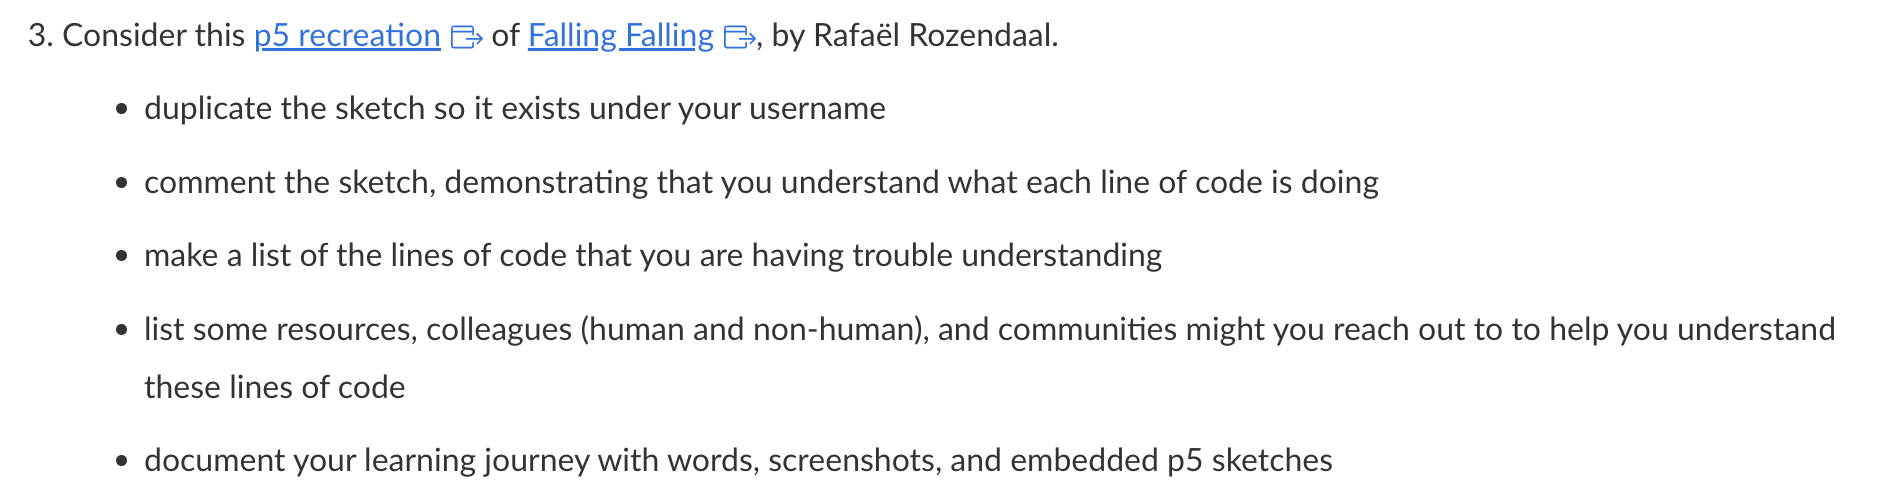 3. Consider this p5 recreation of Falling Falling, by Rafaël Rozendaal.
• duplicate the sketch so it exists under your username
• comment the sketch, demonstrating that you understand what each line of code is doing
• make a list of the lines of code that you are having trouble understanding
• list some resources, colleagues (human and non-human), and communities might you reach out to to help you understand
these lines of code
• document your learning journey with words, screenshots, and embedded p5 sketches